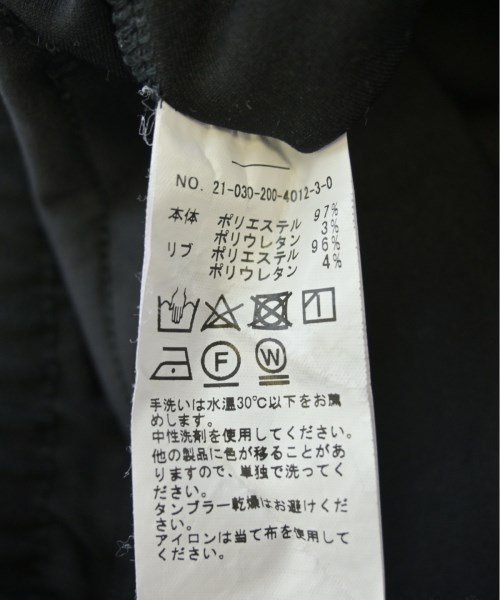 NO. 21-030-200-4012-3-0
本体 ポリエステル 97%
ポリウレタン 3%
リブ ポリエステル 96%
ポリウレタン 4%
F W
手洗いは水温30℃以下をお薦
めします。
中性洗剤を使用してください。
他の製品に色が移ることがあ
りますので、単独で洗ってく
ださい。
タンブラー乾燥はお避けくだ
さい。
アイロンは当て布を使用して
ください。